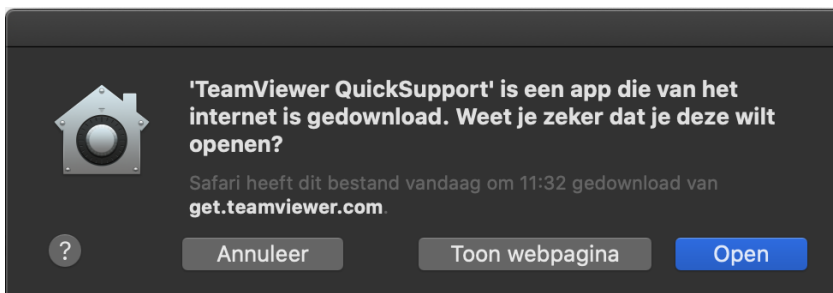 'TeamViewer QuickSupport' is een app die van het
internet is gedownload. Weet je zeker dat je deze wilt
openen?
Safari heeft dit bestand vandaag om 11:32 gedownload van
get.teamviewer.com.
?
Annuleer
Toon webpagina
Open